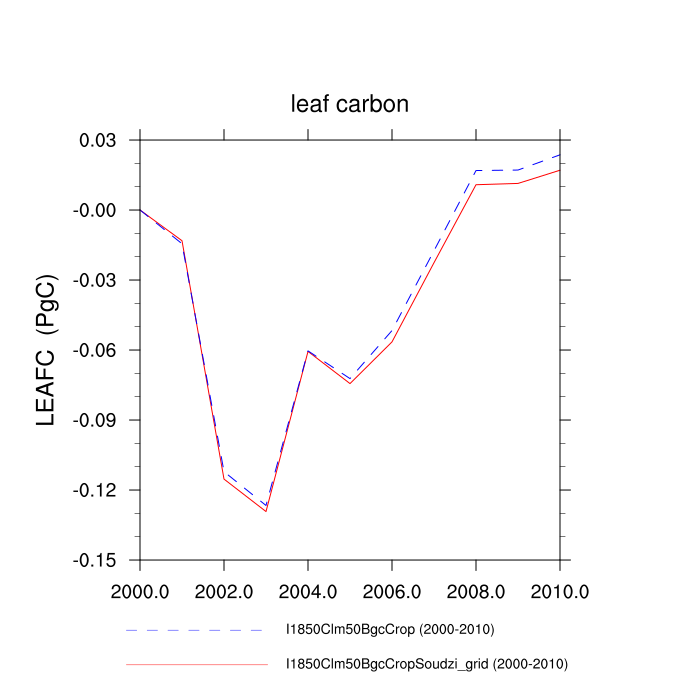 leaf carbon
0.03
-0.00
-0.03
-0.06
-0.09
-0.12
-0.15
LEAFC (PgC)
2000.0 2002.0 2004.0 2006.0 2008.0 2010.0
I1850Clm50BgcCrop (2000-2010)
I1850Clm50BgcCropSoudzi_grid (2000-2010)